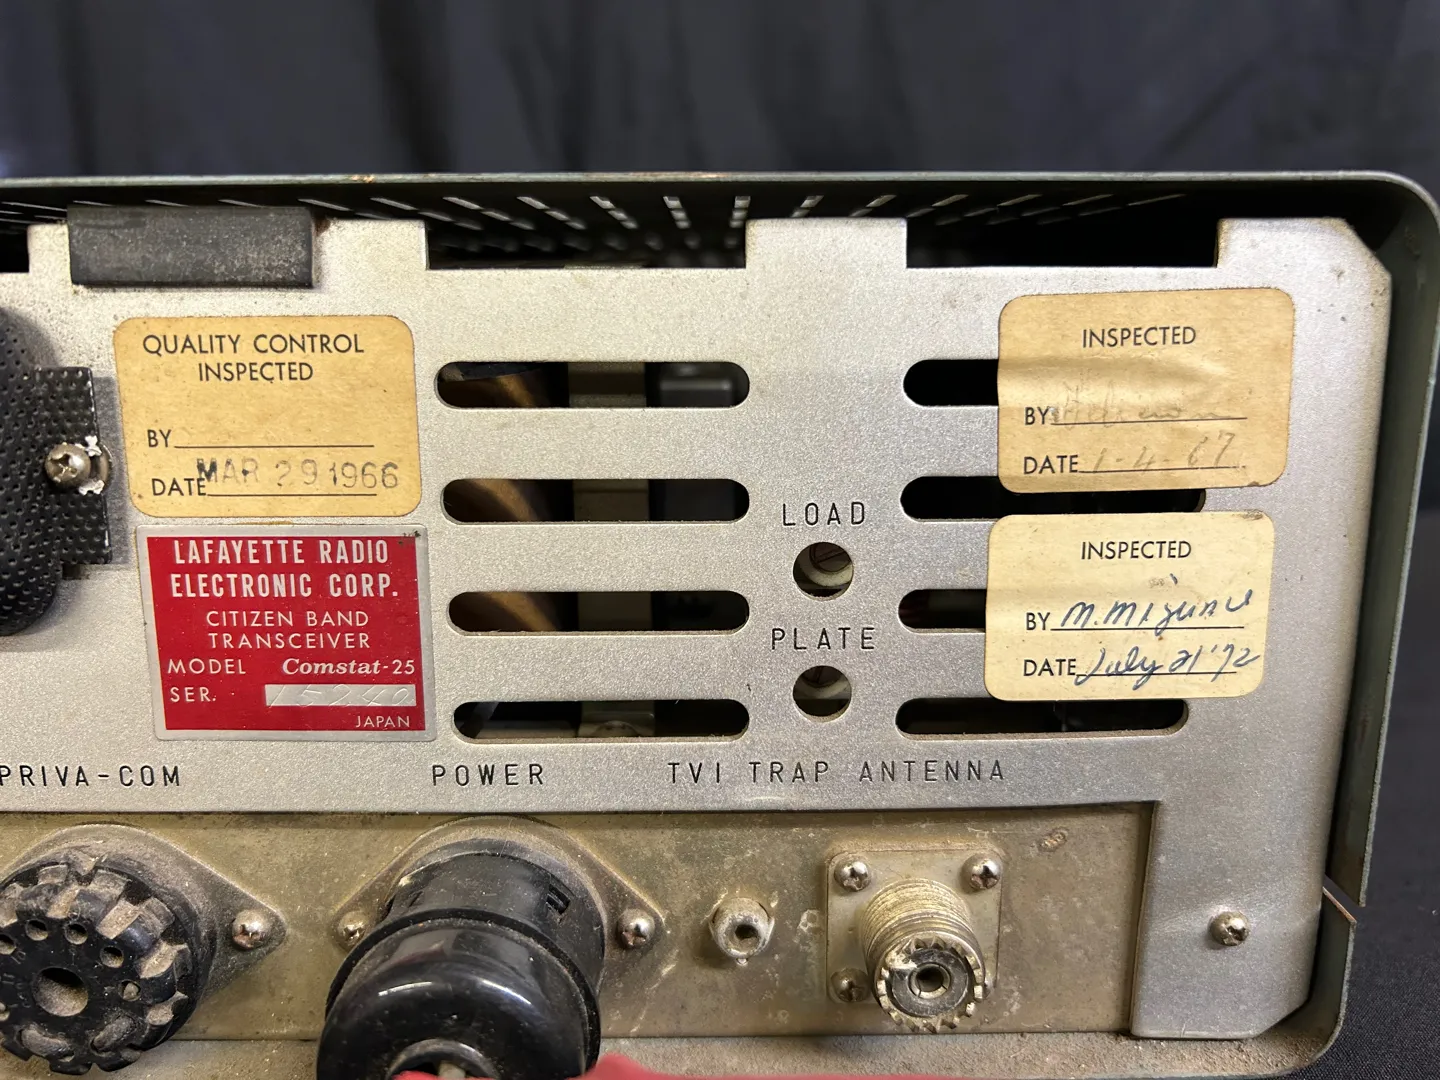 QUALITY CONTROL
INSPECTED
BY
DATE MAR 29 1966
LAFAYETTE RADIO
ELECTRONIC CORP.
CITIZEN BAND
TRANSCEIVER
MODEL Comstat-25
SER. 15240
JAPAN
INSPECTED
BY
DATE 1-4-67
INSPECTED
BY M.
DATE July 21 '72
LOAD
PLATE
PRIVA-COM
POWER
TVI TRAP
ANTENNA